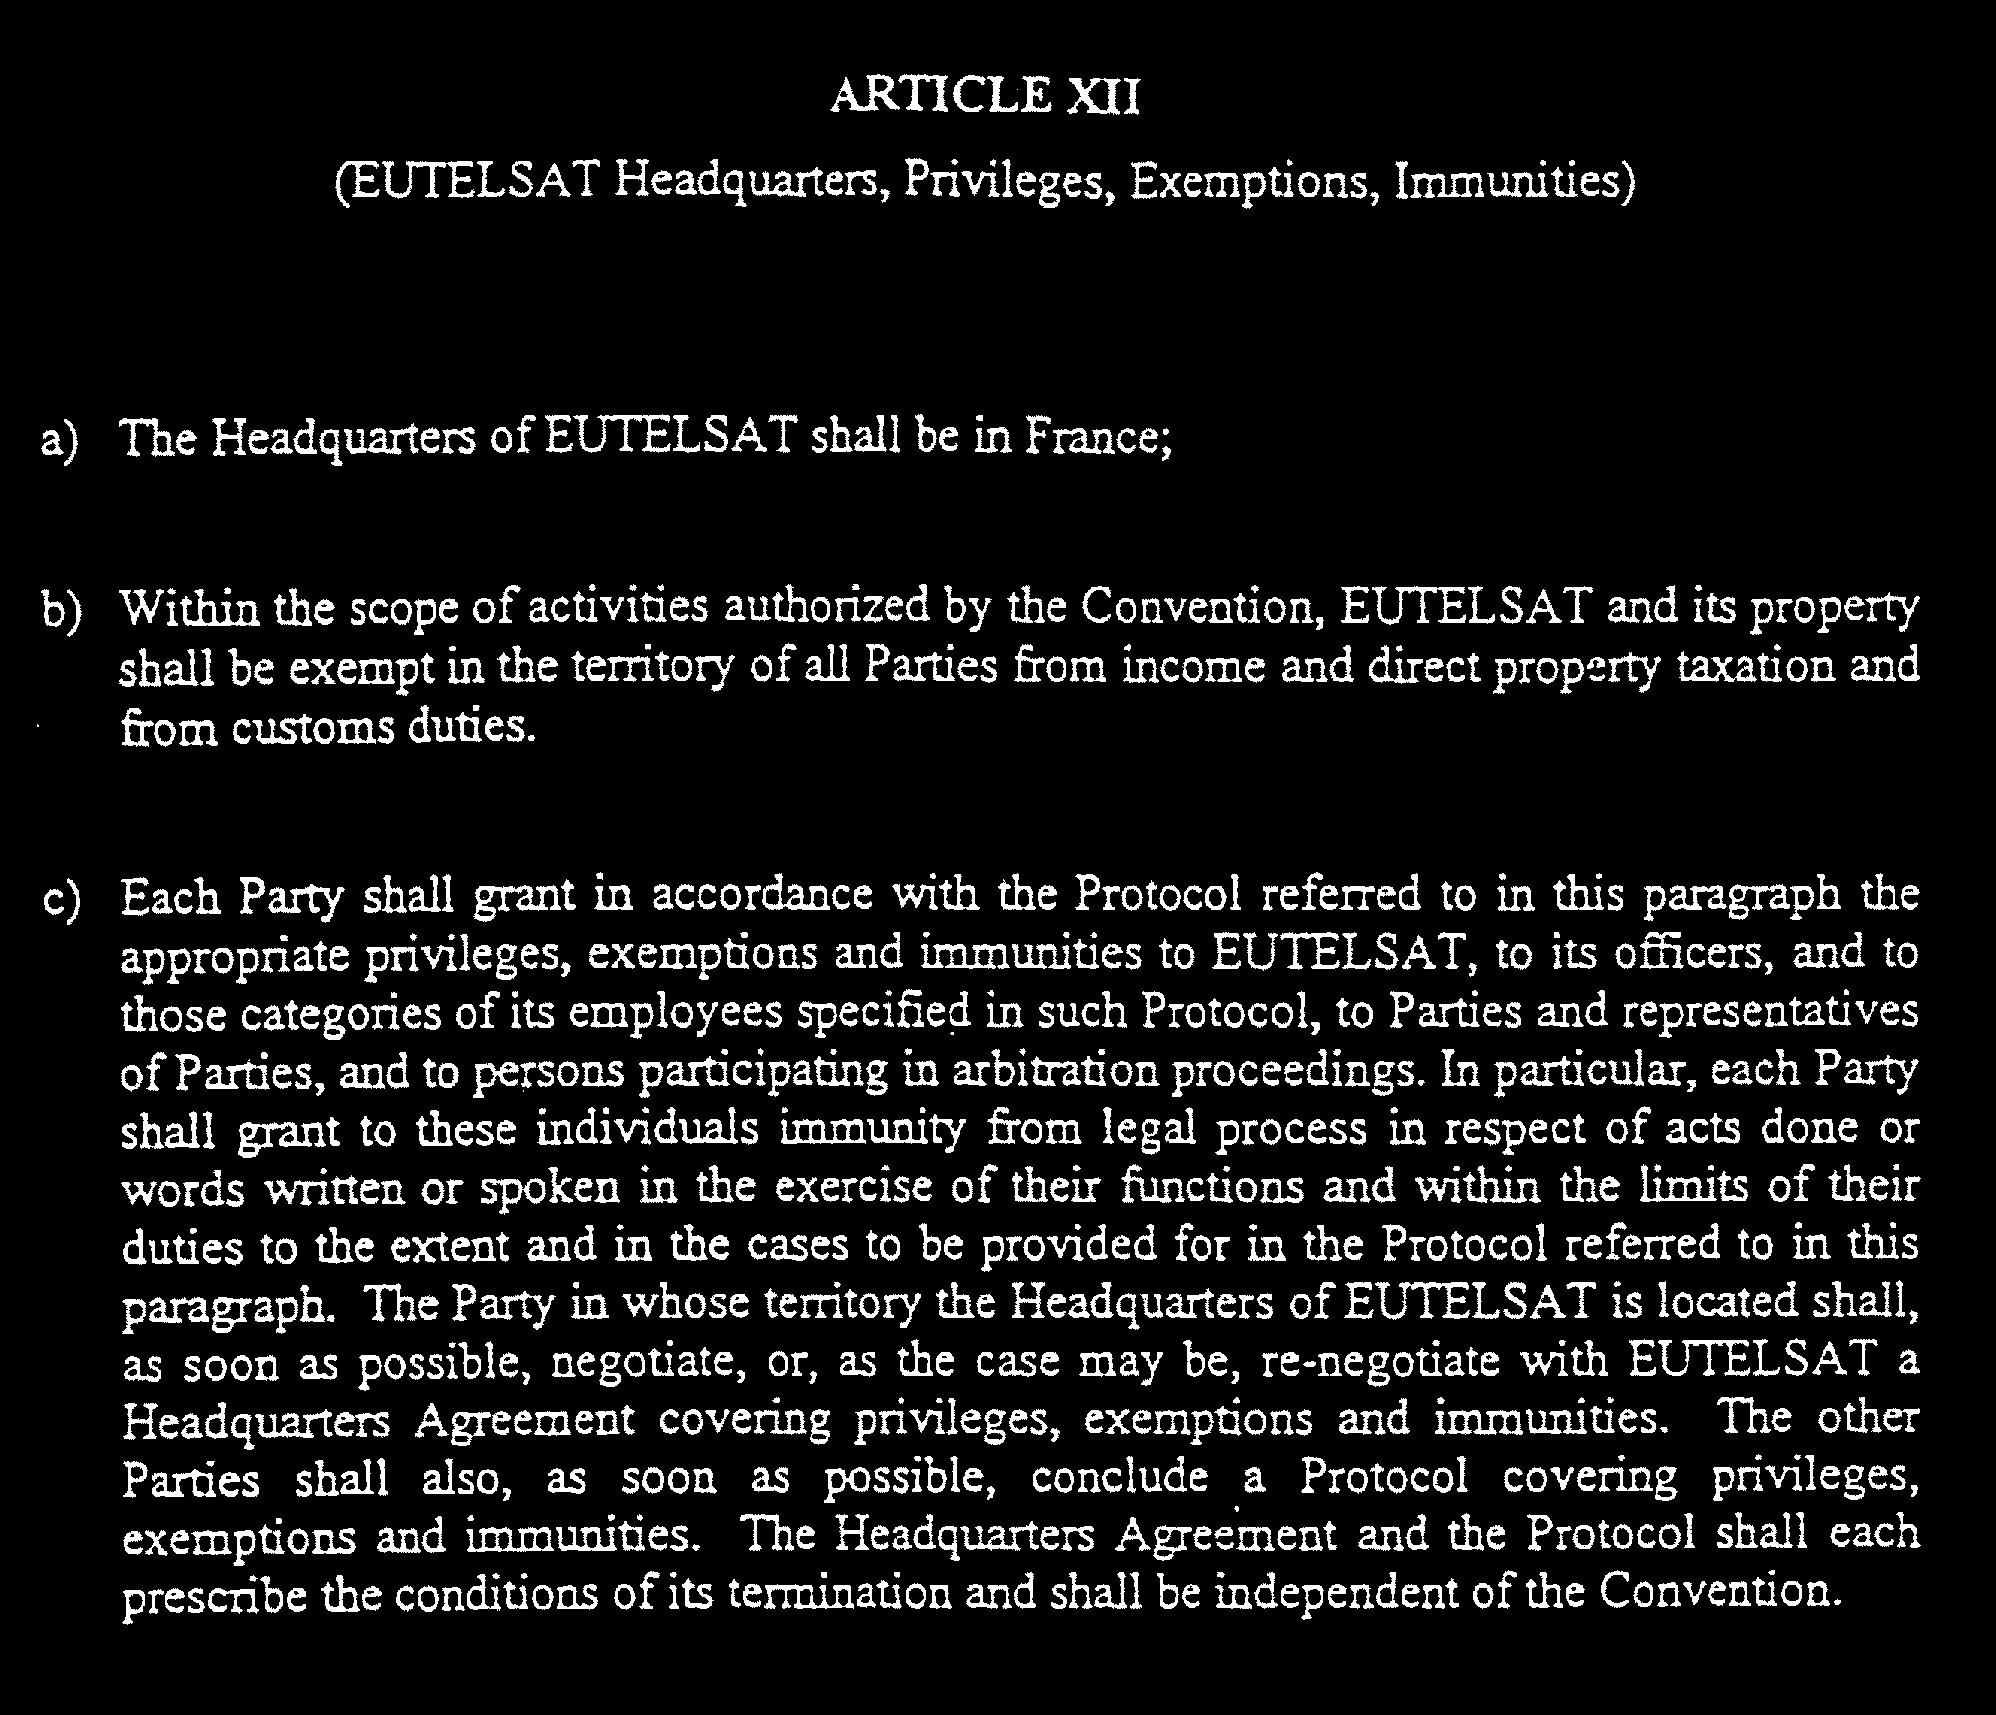 ARTICLE XII
(EUTELSAT Headquarters, Privileges, Exemptions, Immunities)
a) The Headquarters of EUTELSAT shall be in France;
b) Within the scope of activities authorized by the Convention, EUTELSAT and its property
shall be exempt in the territory of all Parties from income and direct property taxation and
from customs duties.
c) Each Party shall grant in accordance with the Protocol referred to in this paragraph the
appropriate privileges, exemptions and immunities to EUTELSAT, to its officers, and to
those categories of its employees specified in such Protocol, to Parties and representatives
of Parties, and to persons participating in arbitration proceedings. In particular, each Party
shall grant to these individuals immunity from legal process in respect of acts done or
words written or spoken in the exercise of their functions and within the limits of their
duties to the extent and in the cases to be provided for in the Protocol referred to in this
paragraph. The Party in whose territory the Headquarters of EUTELSAT is located shall,
as soon as possible, negotiate, or, as the case may be, re-negotiate with EUTELSAT a
Headquarters Agreement covering privileges, exemptions and immunities. The other
Parties shall also, as soon as possible, conclude a Protocol covering privileges,
exemptions and immunities. The Headquarters Agreement and the Protocol shall each
prescribe the conditions of its termination and shall be independent of the Convention.